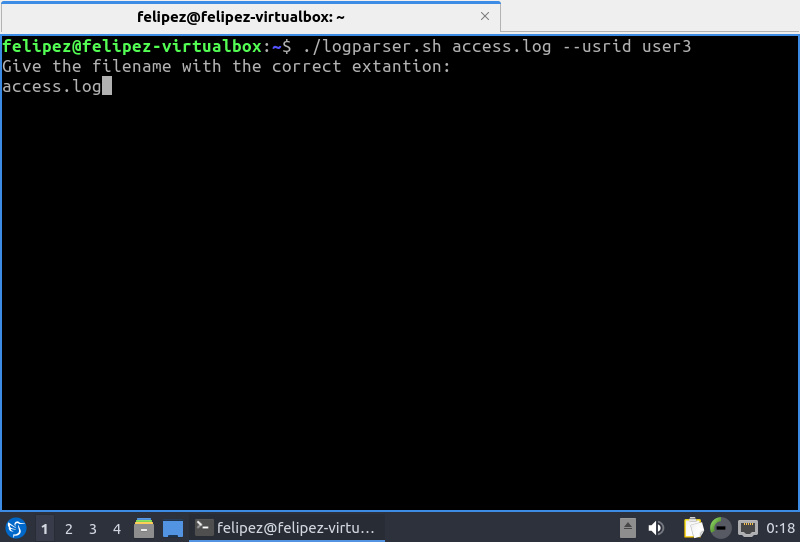 felipez@felipez-virtualbox: ~
felipez@felipez-virtualbox:~$ ./logparser.sh access.log --usrid user3
Give the filename with the correct extantion:
access.log
1 2 3 4 felipez@felipez-virtu... 0:18